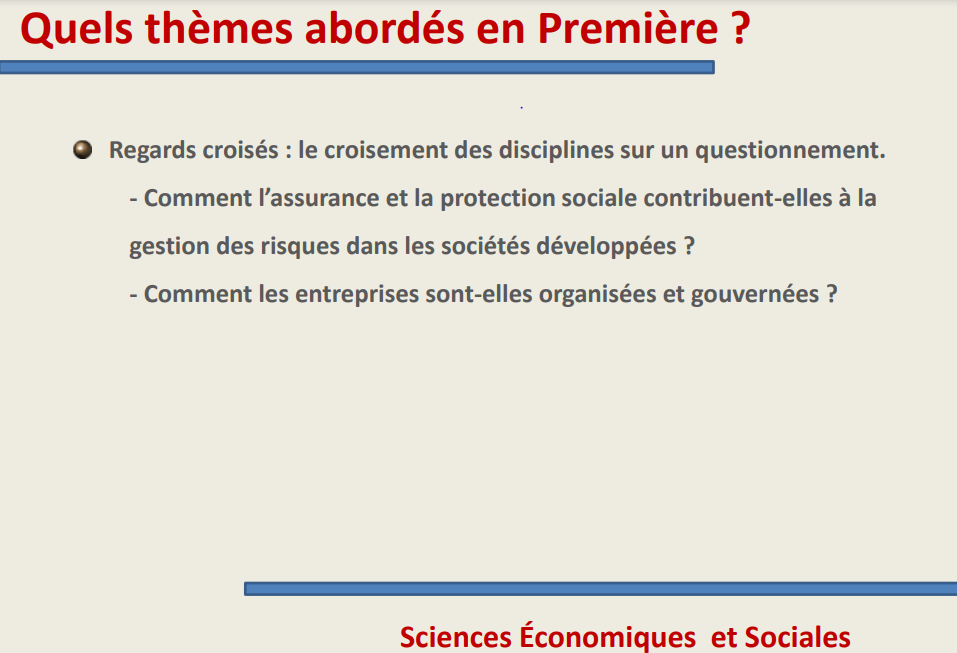 Quels thèmes abordés en Première ?
.
Regards croisés : le croisement des disciplines sur un questionnement.
- Comment l’assurance et la protection sociale contribuent-elles à la
gestion des risques dans les sociétés développées ?
- Comment les entreprises sont-elles organisées et gouvernées ?
Sciences Économiques et Sociales